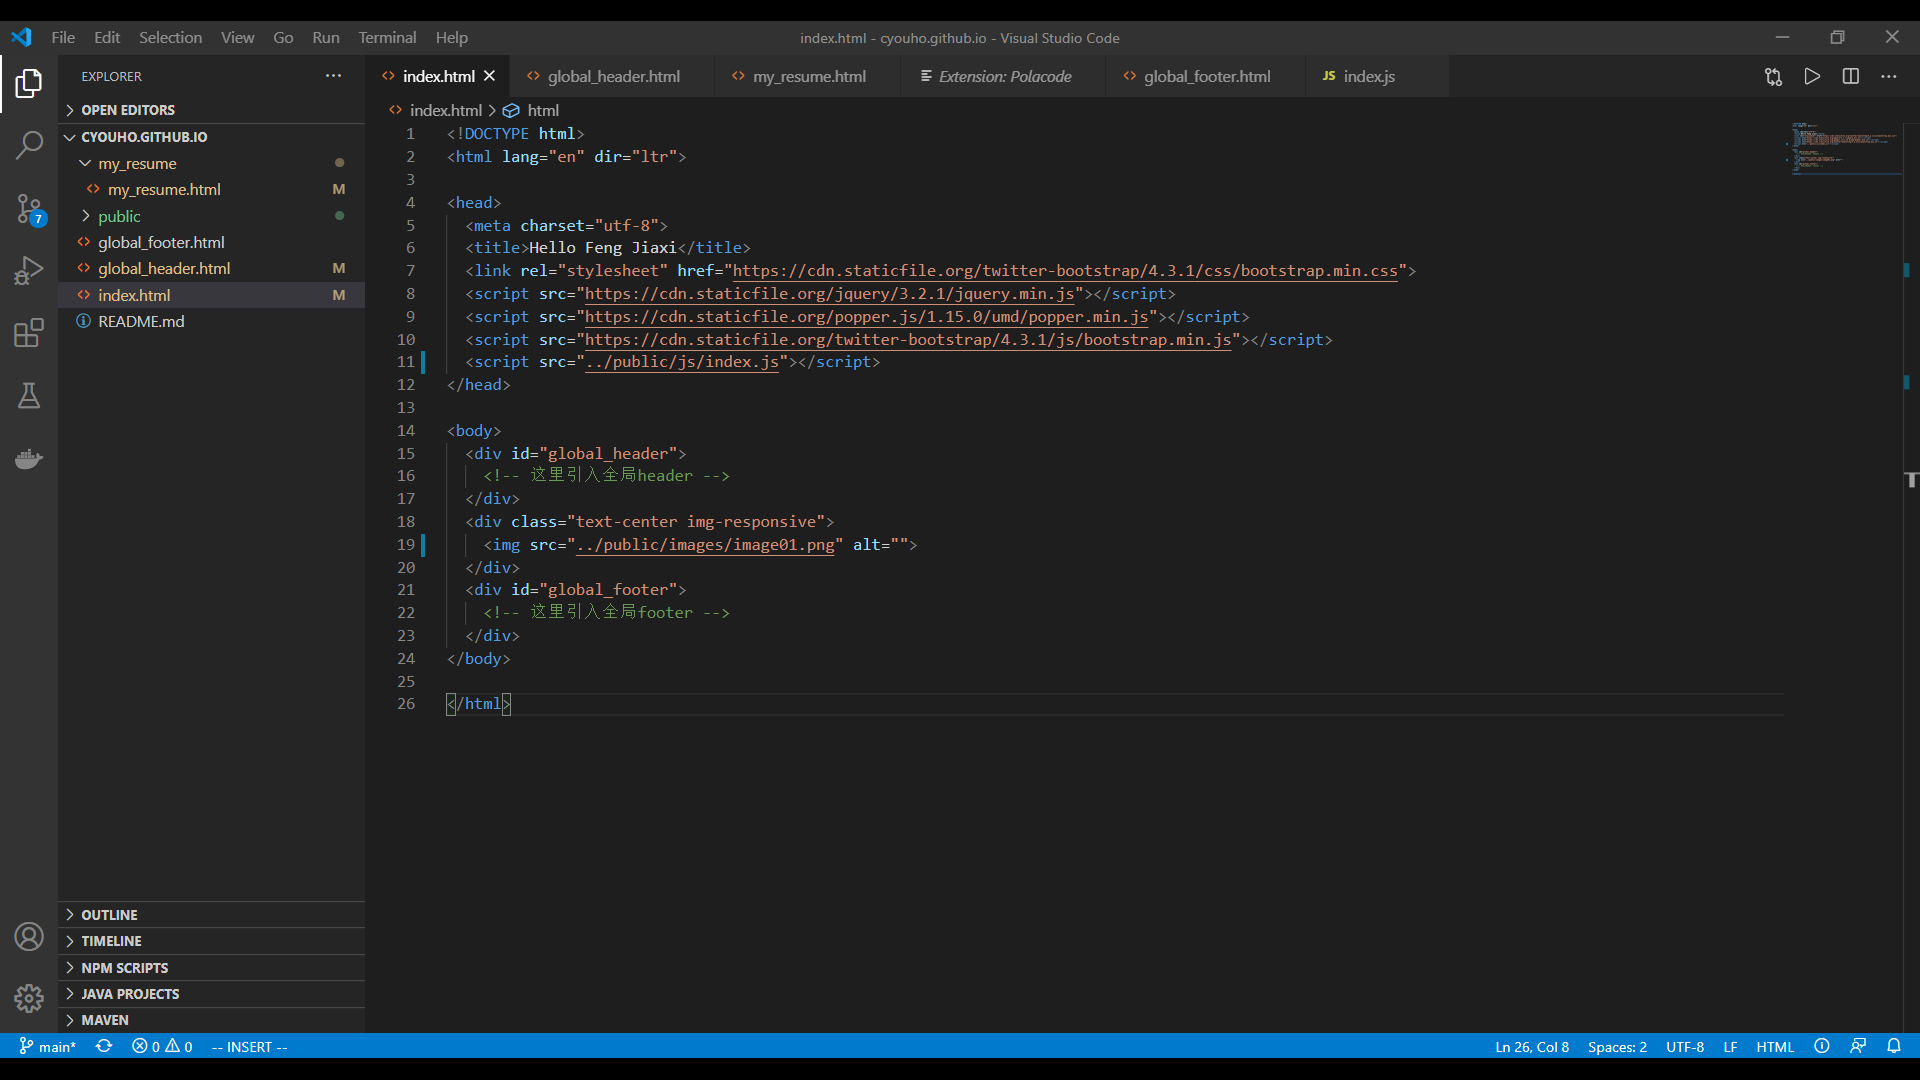 File Edit Selection View Go Run Terminal Help
index.html - cyouho.github.io - Visual Studio Code
EXPLORER
OPEN EDITORS
CYOUHO.GITHUB.IO
my_resume
my_resume.html M
public
global_footer.html
global_header.html M
index.html M
README.md
7
OUTLINE
TIMELINE
NPM SCRIPTS
JAVA PROJECTS
MAVEN
index.html global_header.html my_resume.html Extension: Polacode global_footer.html JS index.js
index.html > html
1 <!DOCTYPE html>
2 <html lang="en" dir="ltr">
3
4 <head>
5 <meta charset="utf-8">
6 <title>Hello Feng Jiaxi</title>
7 <link rel="stylesheet" href="https://cdn.staticfile.org/twitter-bootstrap/4.3.1/css/bootstrap.min.css">
8 <script src="https://cdn.staticfile.org/jquery/3.2.1/jquery.min.js"></script>
9 <script src="https://cdn.staticfile.org/popper.js/1.15.0/umd/popper.min.js"></script>
10 <script src="https://cdn.staticfile.org/twitter-bootstrap/4.3.1/js/bootstrap.min.js"></script>
11 <script src="../public/js/index.js"></script>
12 </head>
13
14 <body>
15 <div id="global_header">
16 <!-- 这里引入全局header -->
17 </div>
18 <div class="text-center img-responsive">
19 <img src="../public/images/image01.png" alt="">
20 </div>
21 <div id="global_footer">
22 <!-- 这里引入全局footer -->
23 </div>
24 </body>
25
26 </html>
main* 0 0 -- INSERT --
Ln 26, Col 8 Spaces: 2 UTF-8 LF HTML